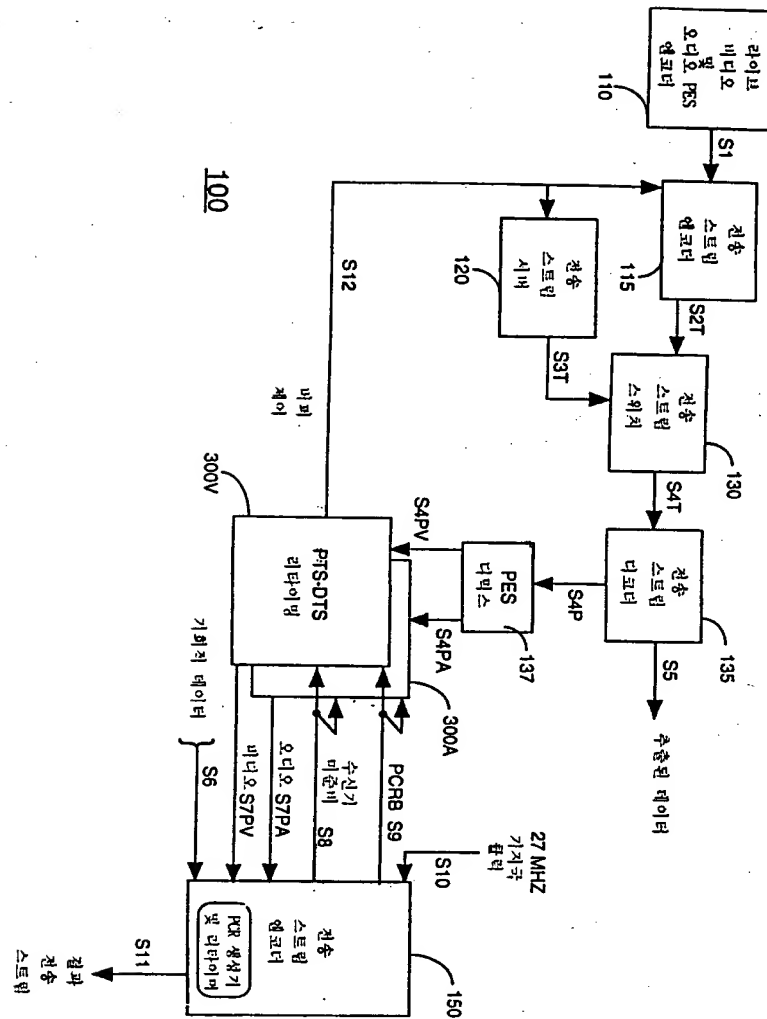 라이브
비디오
및
오디오 PES
엔코더
110
S1
전송
스트림
엔코더
115
S2T
전송
스트림
서버
120
S3T
전송
스트림
스위치
130
S4T
전송
스트림
디코더
135
S5
추출된 데이터
S4P
PES
디먹스
137
S4PV
S4PA
S12
버퍼
제어
300V
PTS-DTS
리타이밍
300A
100
기회적 데이터
S6
비디오 S7PV
오디오 S7PA
수신기
미준비
S8
PCRB S9
27 MHZ
기지국
클럭
S10
전송
스트림
엔코더
PCR 생성기
및 리타이머
150
S11
결과
전송
스트림